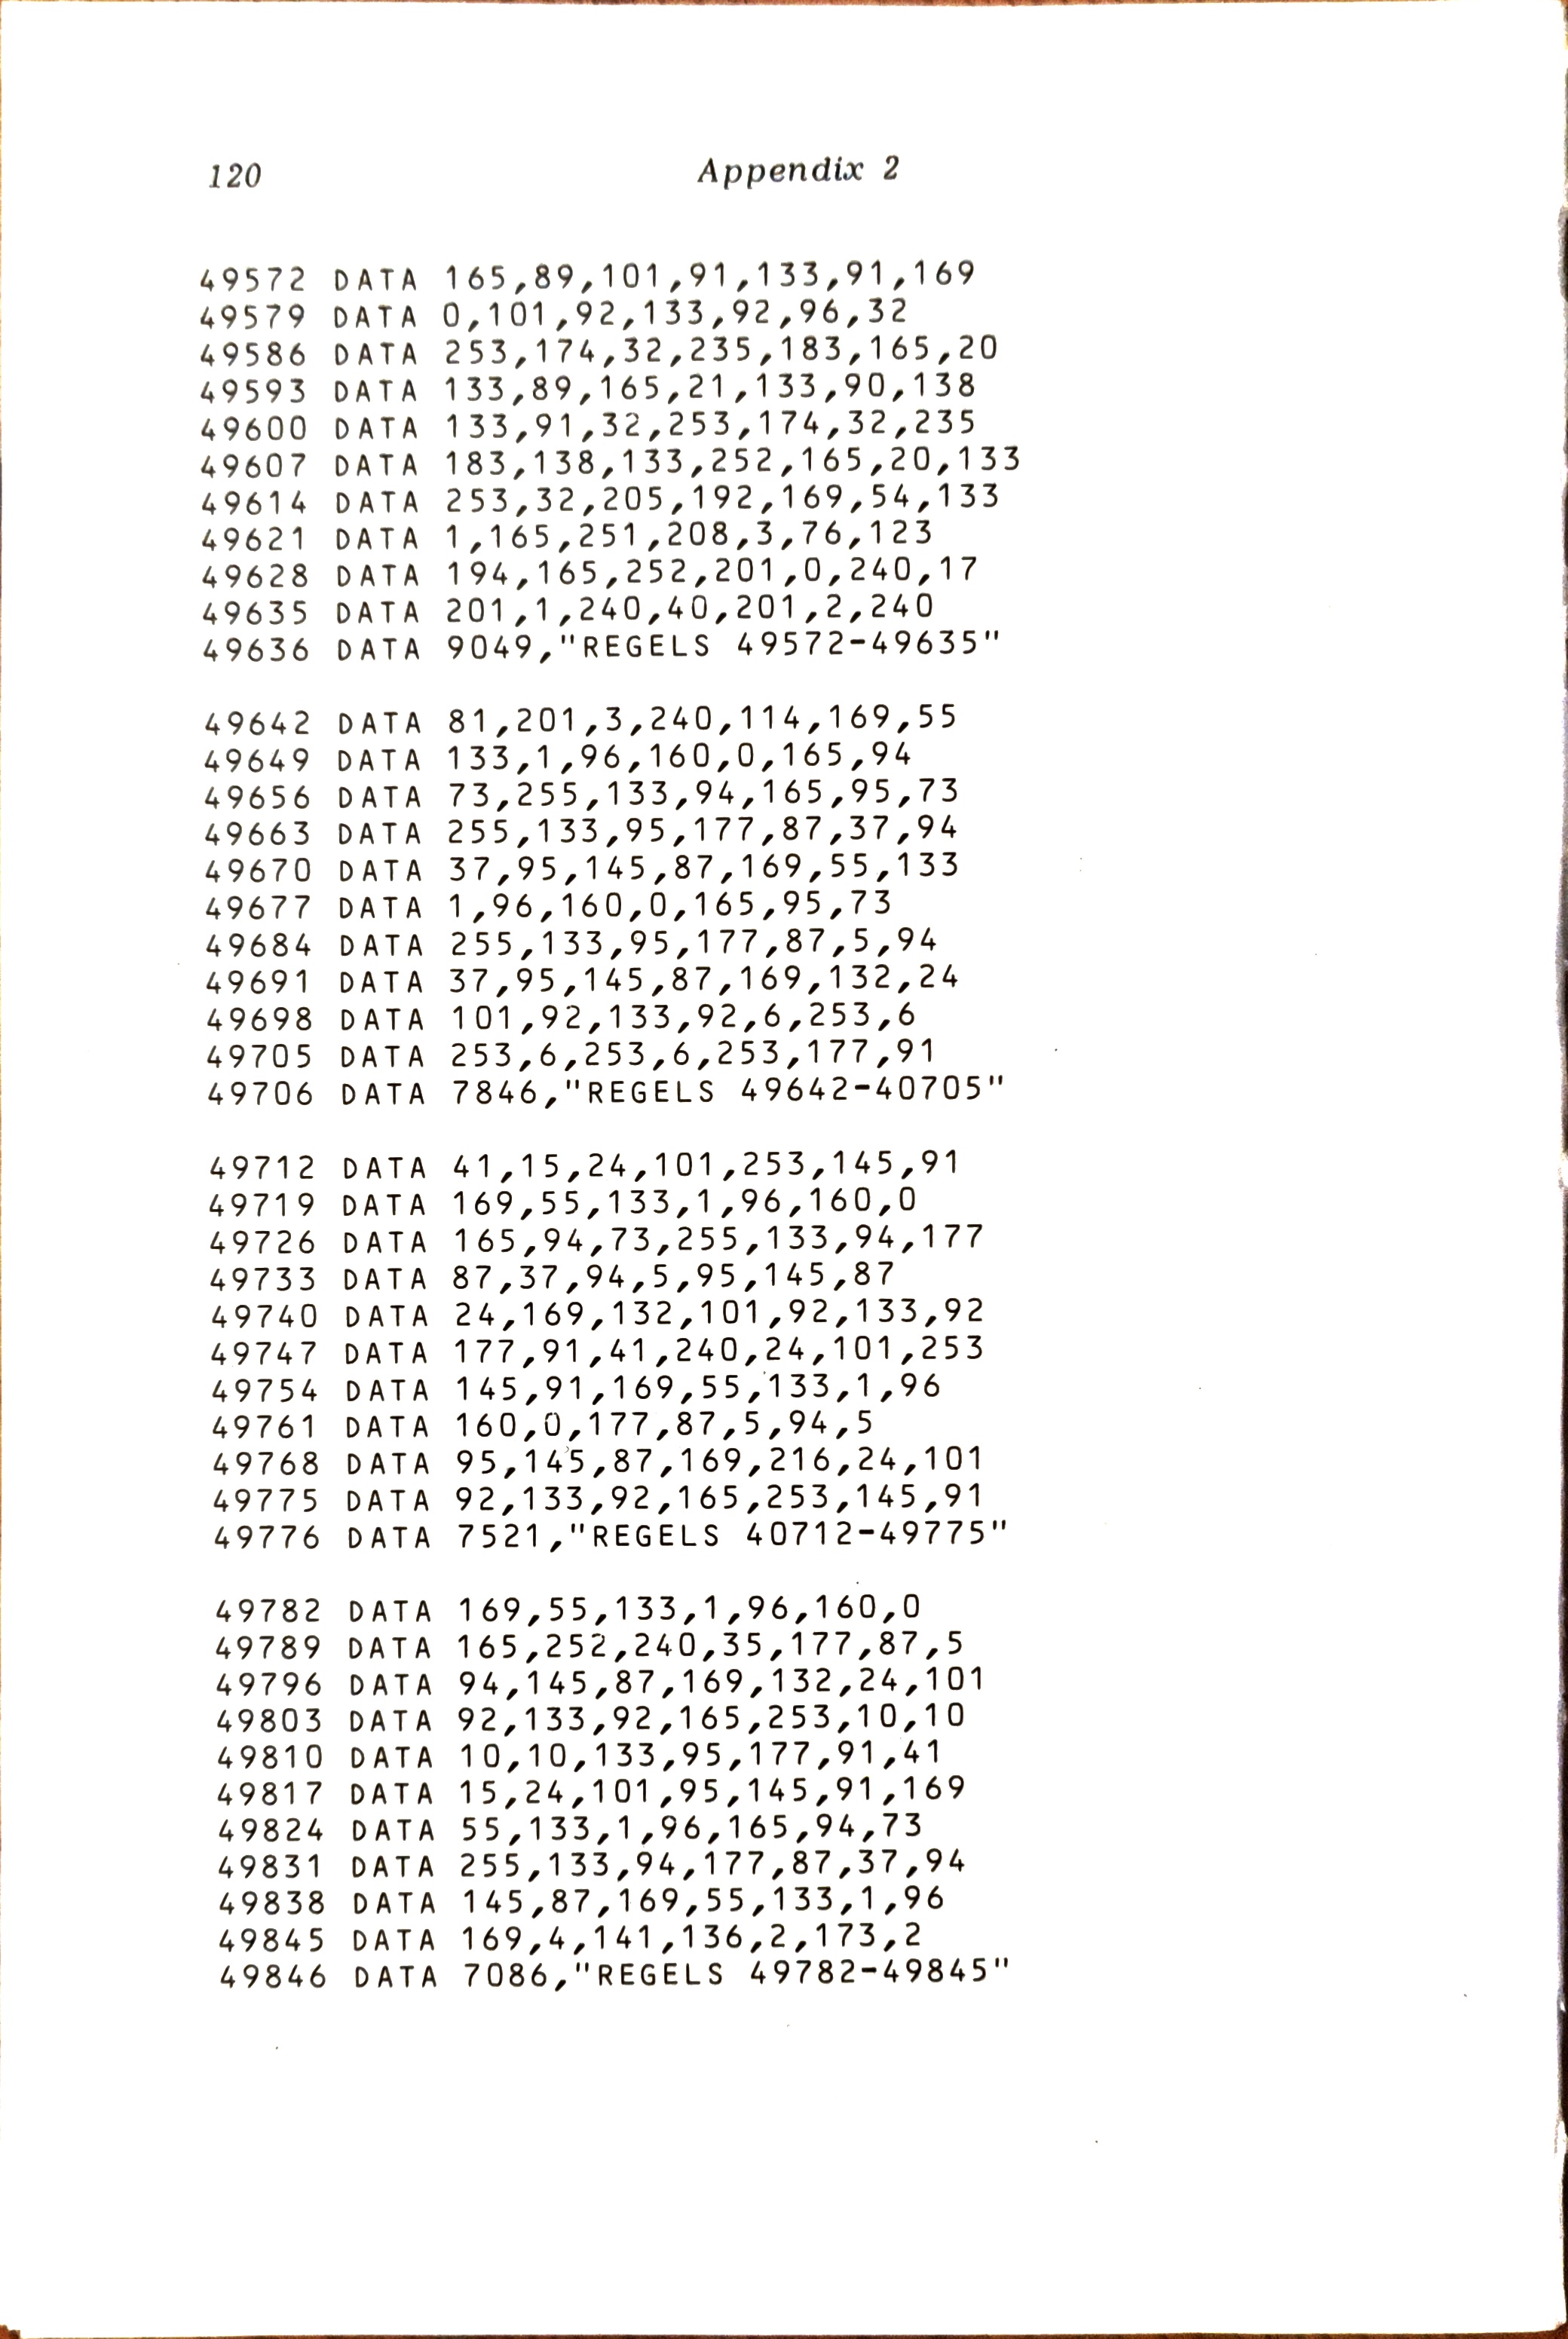 120 Appendix 2
49572 DATA 165,89,101,91,133,91,169
49579 DATA 0,101,92,133,92,96,32
49586 DATA 253,174,32,235,183,165,20
49593 DATA 133,89,165,21,133,90,138
49600 DATA 133,91,32,253,174,32,235
49607 DATA 183,138,133,252,165,20,133
49614 DATA 253,32,205,192,169,54,133
49621 DATA 1,165,251,208,3,76,123
49628 DATA 194,165,252,201,0,240,17
49635 DATA 201,1,240,40,201,2,240
49636 DATA 9049,"REGELS 49572-49635"
49642 DATA 81,201,3,240,114,169,55
49649 DATA 133,1,96,160,0,165,94
49656 DATA 73,255,133,94,165,95,73
49663 DATA 255,133,95,177,87,37,94
49670 DATA 37,95,145,87,169,55,133
49677 DATA 1,96,160,0,165,95,73
49684 DATA 255,133,95,177,87,5,94
49691 DATA 37,95,145,87,169,132,24
49698 DATA 101,92,133,92,6,253,6
49705 DATA 253,6,253,6,253,177,91
49706 DATA 7846,"REGELS 49642-40705"
49712 DATA 41,15,24,101,253,145,91
49719 DATA 169,55,133,1,96,160,0
49726 DATA 165,94,73,255,133,94,177
49733 DATA 87,37,94,5,95,145,87
49740 DATA 24,169,132,101,92,133,92
49747 DATA 177,91,41,240,24,101,253
49754 DATA 145,91,169,55,133,1,96
49761 DATA 160,0,177,87,5,94,5
49768 DATA 95,145,87,169,216,24,101
49775 DATA 92,133,92,165,253,145,91
49776 DATA 7521,"REGELS 40712-49775"
49782 DATA 169,55,133,1,96,160,0
49789 DATA 165,252,240,35,177,87,5
49796 DATA 94,145,87,169,132,24,101
49803 DATA 92,133,92,165,253,10,10
49810 DATA 10,10,133,95,177,91,41
49817 DATA 15,24,101,95,145,91,169
49824 DATA 55,133,1,96,165,94,73
49831 DATA 255,133,94,177,87,37,94
49838 DATA 145,87,169,55,133,1,96
49845 DATA 169,4,141,136,2,173,2
49846 DATA 7086,"REGELS 49782-49845"